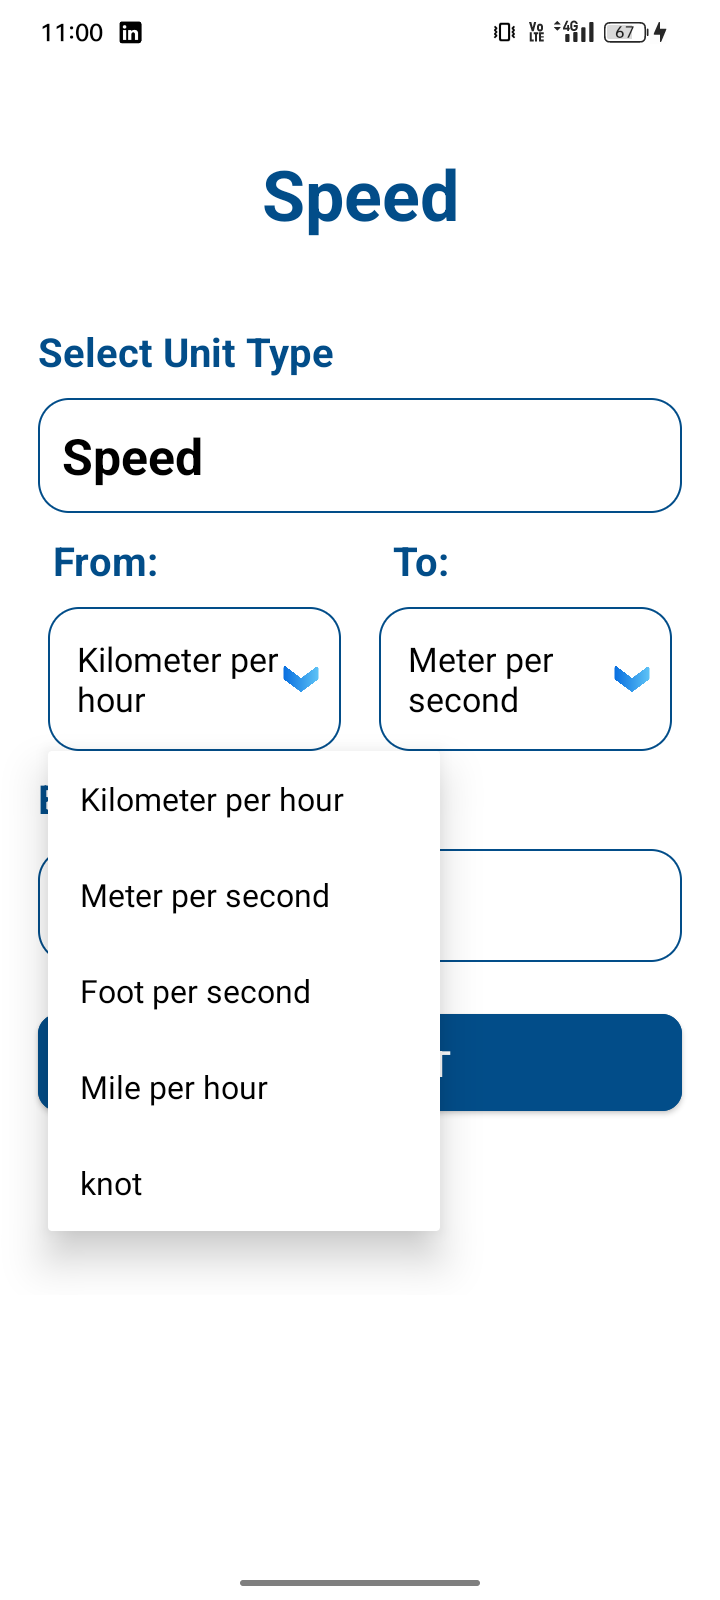 11:00 in Vo LTE 4G 67
Speed
Select Unit Type
Speed
From: To:
Kilometer per
hour
Meter per
second
Kilometer per hour
Meter per second
Foot per second
Mile per hour
knot